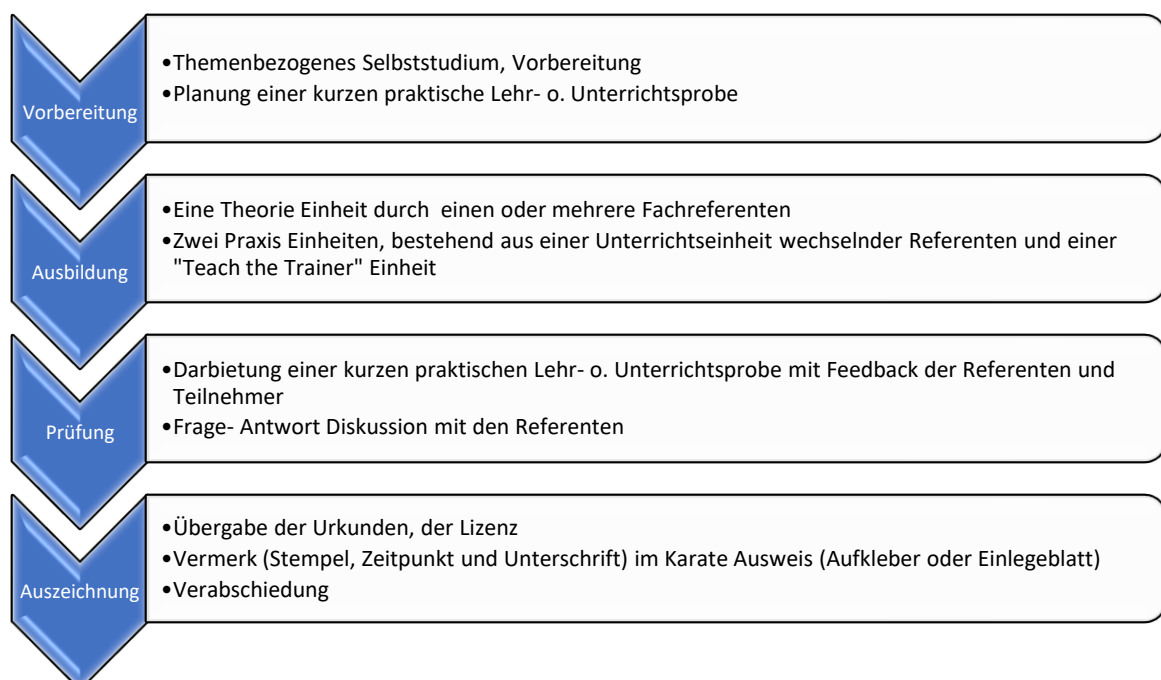 Vorbereitung
•Themenbezogenes Selbststudium, Vorbereitung
•Planung einer kurzen praktische Lehr- o. Unterrichtsprobe
Ausbildung
•Eine Theorie Einheit durch  einen oder mehrere Fachreferenten
•Zwei Praxis Einheiten, bestehend aus einer Unterrichtseinheit wechselnder Referenten und einer
"Teach the Trainer" Einheit
Prüfung
•Darbietung einer kurzen praktischen Lehr- o. Unterrichtsprobe mit Feedback der Referenten und
Teilnehmer
•Frage- Antwort Diskussion mit den Referenten
Auszeichnung
•Übergabe der Urkunden, der Lizenz
•Vermerk (Stempel, Zeitpunkt und Unterschrift) im Karate Ausweis (Aufkleber oder Einlegeblatt)
•Verabschiedung